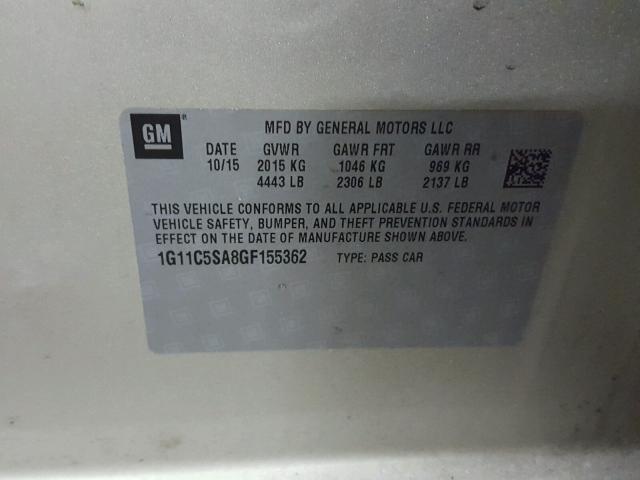 GM
MFD BY GENERAL MOTORS LLC
DATE GVWR GAWR FRT GAWR RR
10/15 2015 KG 1046 KG 969 KG
4443 LB 2306 LB 2137 LB
THIS VEHICLE CONFORMS TO ALL APPLICABLE U.S. FEDERAL MOTOR
VEHICLE SAFETY, BUMPER, AND THEFT PREVENTION STANDARDS IN
EFFECT ON THE DATE OF MANUFACTURE SHOWN ABOVE.
1G11C5SA8GF155362 TYPE: PASS CAR